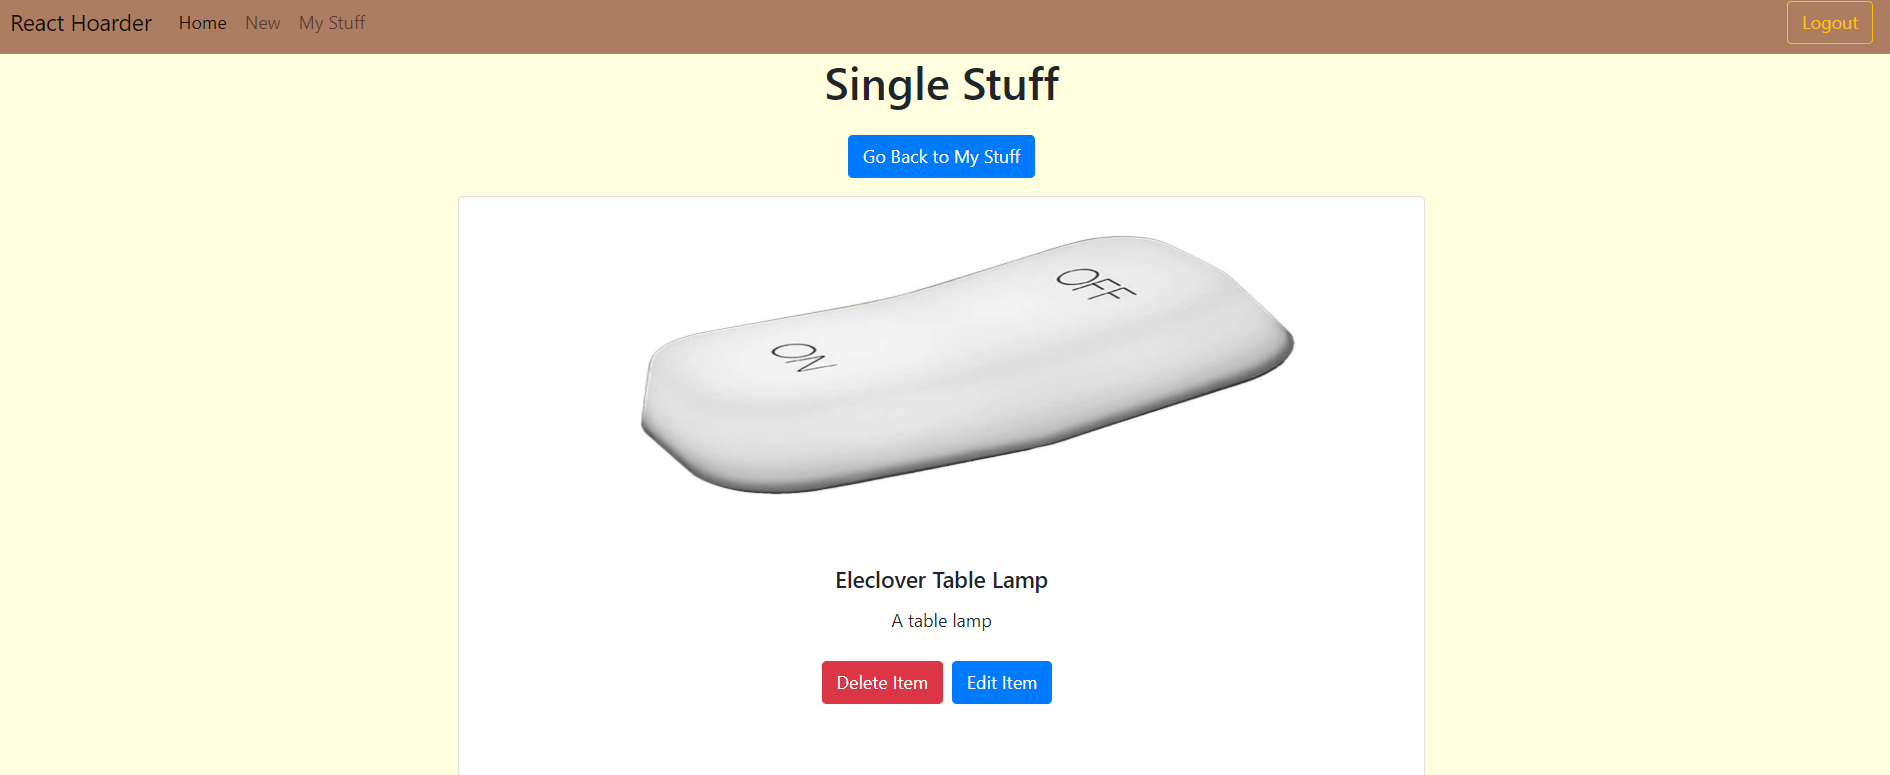 React Hoarder Home New My Stuff Logout
Single Stuff
Go Back to My Stuff
OFF
ON
Eleclover Table Lamp
A table lamp
Delete Item Edit Item